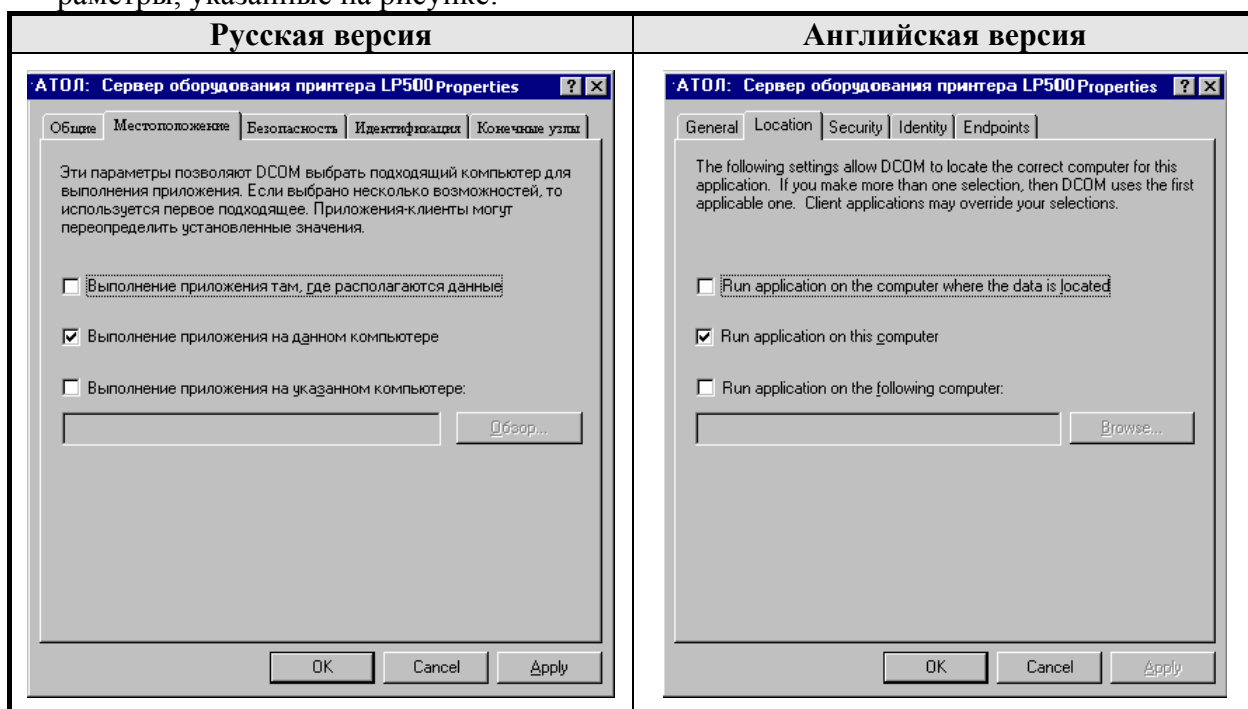 раметры, указанные на рисунке:
Русская версия
Английская версия
АТОЛ: Сервер оборудования принтера LP500 Properties
Общие Местоположение Безопасность Идентификация Конечные узлы
Эти параметры позволяют DCOM выбрать подходящий компьютер для
выполнения приложения. Если выбрано несколько возможностей, то
используется первое подходящее. Приложения-клиенты могут
переопределить установленные значения.
Выполнение приложения там, где располагаются данные
Выполнение приложения на данном компьютере
Выполнение приложения на указанном компьютере:
Обзор...
OK Cancel Apply
АТОЛ: Сервер оборудования принтера LP500 Properties
General Location Security Identity Endpoints
The following settings allow DCOM to locate the correct computer for this
application. If you make more than one selection, then DCOM uses the first
applicable one. Client applications may override your selections.
Run application on the computer where the data is located
Run application on this computer
Run application on the following computer:
Browse...
OK Cancel Apply